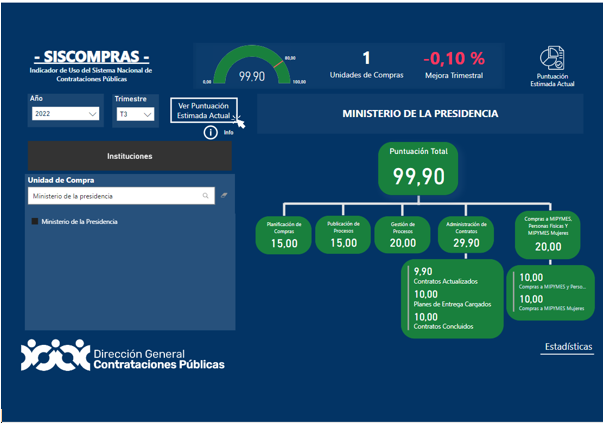 - SISCOMPRAS -
Indicador de Uso del Sistema Nacional de
Contrataciones Públicas
80,00
0,00
100,00
99.90
1
Unidades de Compras
-0,10 %
Mejora Trimestral
Puntuación
Estimada Actual
Año
2022
Trimestre
T3
Ver Puntuación
Estimada Actual
Info
MINISTERIO DE LA PRESIDENCIA
Instituciones
Unidad de Compra
Ministerio de la presidencia
Ministerio de la Presidencia
Puntuación Total
99,90
Planificación de
Compras
15,00
Publicación de
Procesos
15,00
Gestión de
Procesos
20,00
Administración de
Contratos
29,90
Compras a MIPYMES,
Personas Físicas Y
MIPYMES Mujeres
20,00
9,90
Contratos Actualizados
10,00
Planes de Entrega Cargados
10,00
Contratos Concluidos
10,00
Compras a MIPYMES y Perso...
10,00
Compras a MIPYMES Mujeres
Dirección General
Contrataciones Públicas
Estadísticas